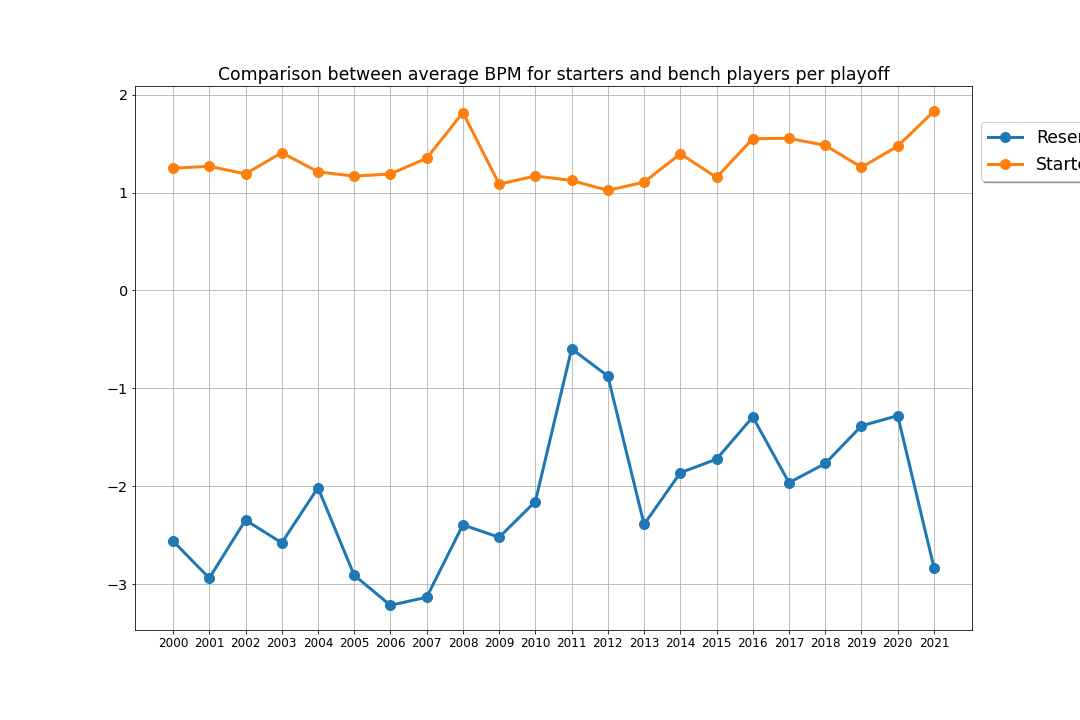 Comparison between average BPM for starters and bench players per playoff
2
1
0
−1
−2
−3
2000 2001 2002 2003 2004 2005 2006 2007 2008 2009 2010 2011 2012 2013 2014 2015 2016 2017 2018 2019 2020 2021
Reser
Starte